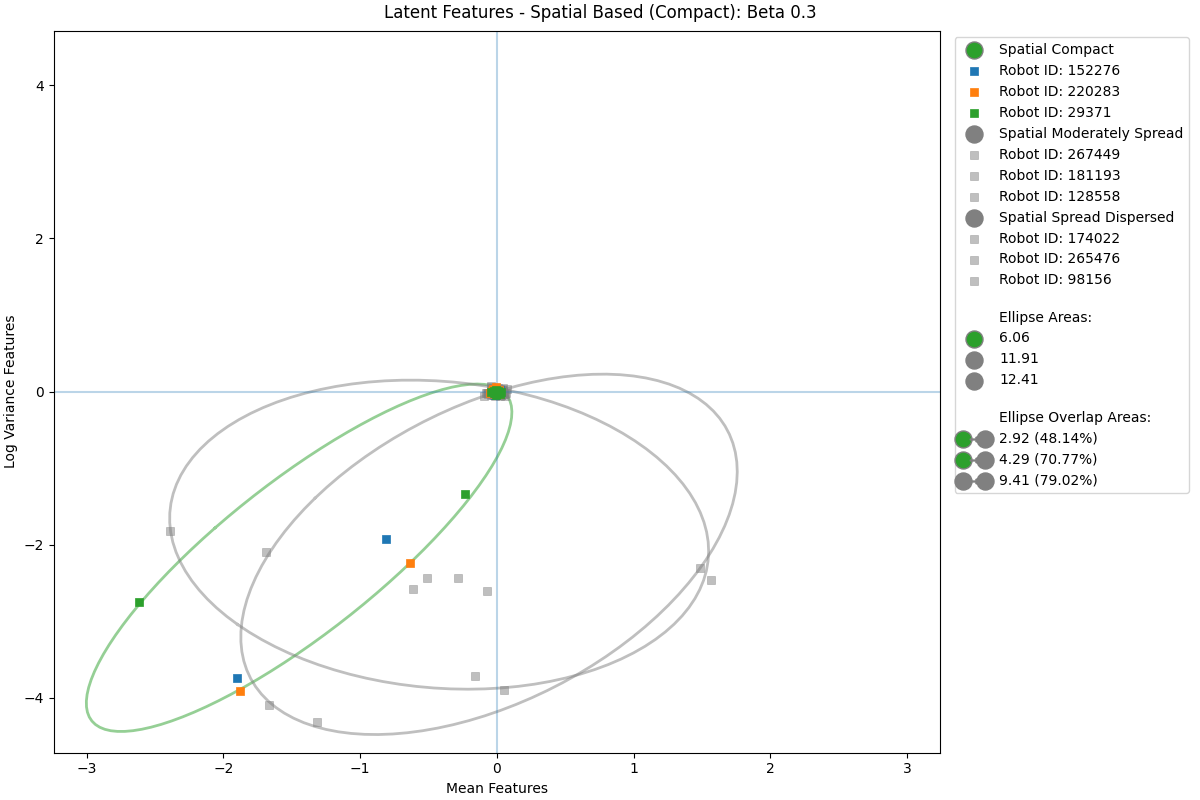 Latent Features - Spatial Based (Compact): Beta 0.3
4
2
0
−2
−4
Log Variance Features
−3
−2
−1
0
1
2
3
Mean Features
Spatial Compact
Robot ID: 152276
Robot ID: 220283
Robot ID: 29371
Spatial Moderately Spread
Robot ID: 267449
Robot ID: 181193
Robot ID: 128558
Spatial Spread Dispersed
Robot ID: 174022
Robot ID: 265476
Robot ID: 98156
Ellipse Areas:
6.06
11.91
12.41
Ellipse Overlap Areas:
2.92 (48.14%)
4.29 (70.77%)
9.41 (79.02%)